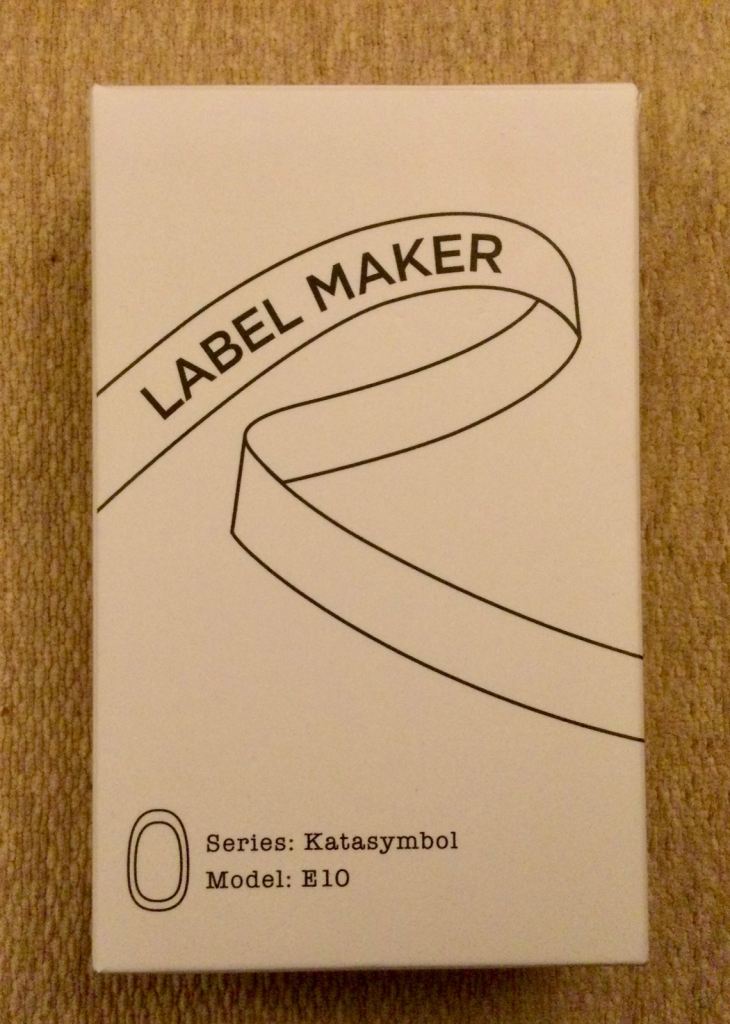 LABEL MAKER
Series: Katasymbol
Model: E10